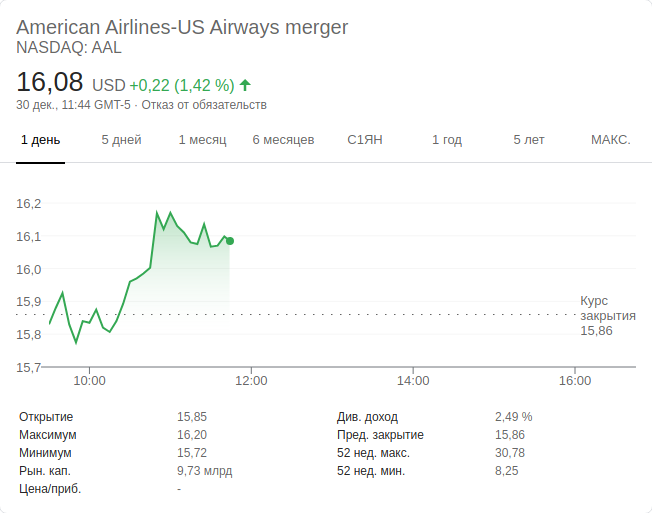 American Airlines-US Airways merger
NASDAQ: AAL
16,08 USD +0,22 (1,42 %)
30 дек., 11:44 GMT-5 · Отказ от обязательств
1 день 5 дней 1 месяц 6 месяцев С1ЯН 1 год 5 лет МАКС.
16,2
16,1
16,0
15,9
15,8
15,7
Курс
закрытия
15,86
10:00 12:00 14:00 16:00
Открытие 15,85 Див. доход 2,49 %
Максимум 16,20 Пред. закрытие 15,86
Минимум 15,72 52 нед. макс. 30,78
Рын. кап. 9,73 млрд 52 нед. мин. 8,25
Цена/приб. -